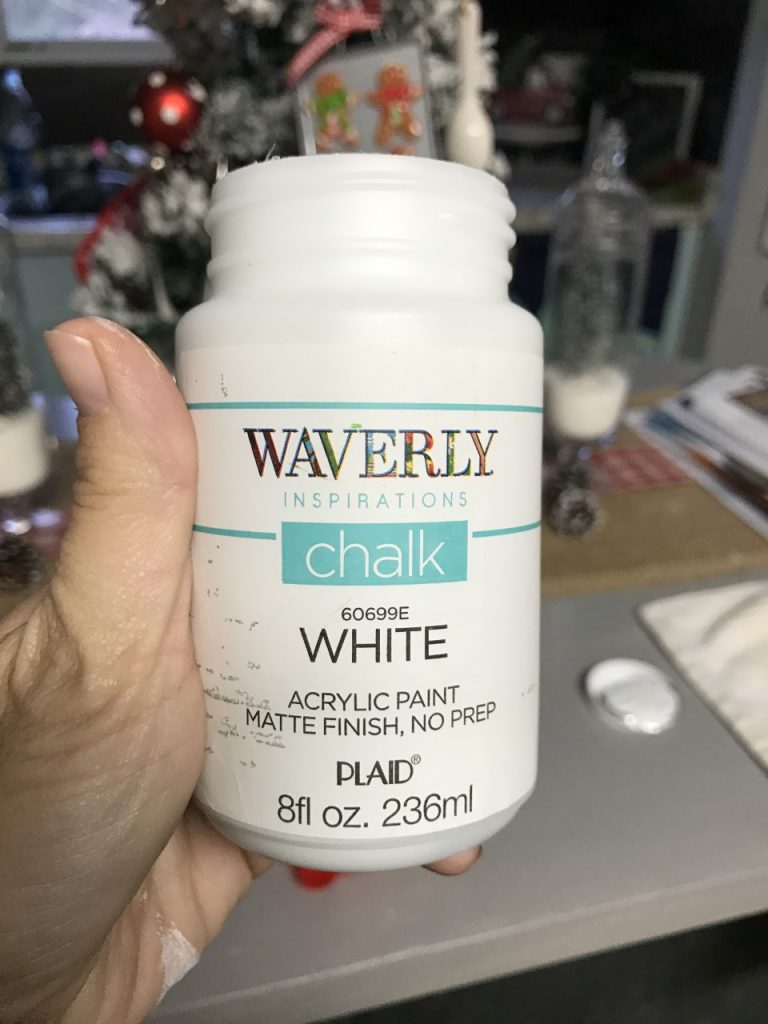 WAVERLY
INSPIRATIONS
chalk
60699E
WHITE
ACRYLIC PAINT
MATTE FINISH, NO PREP
PLAID®
8fl oz. 236ml